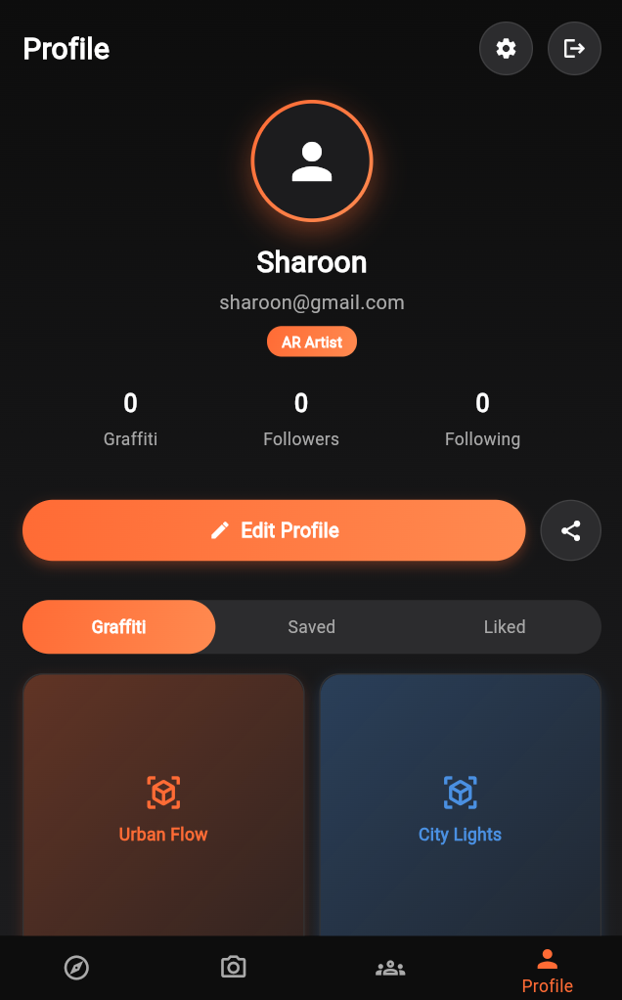 Profile
Sharoon
sharoon@gmail.com
AR Artist
0 0 0
Graffiti Followers Following
Edit Profile
Graffiti Saved Liked
Urban Flow City Lights
Profile